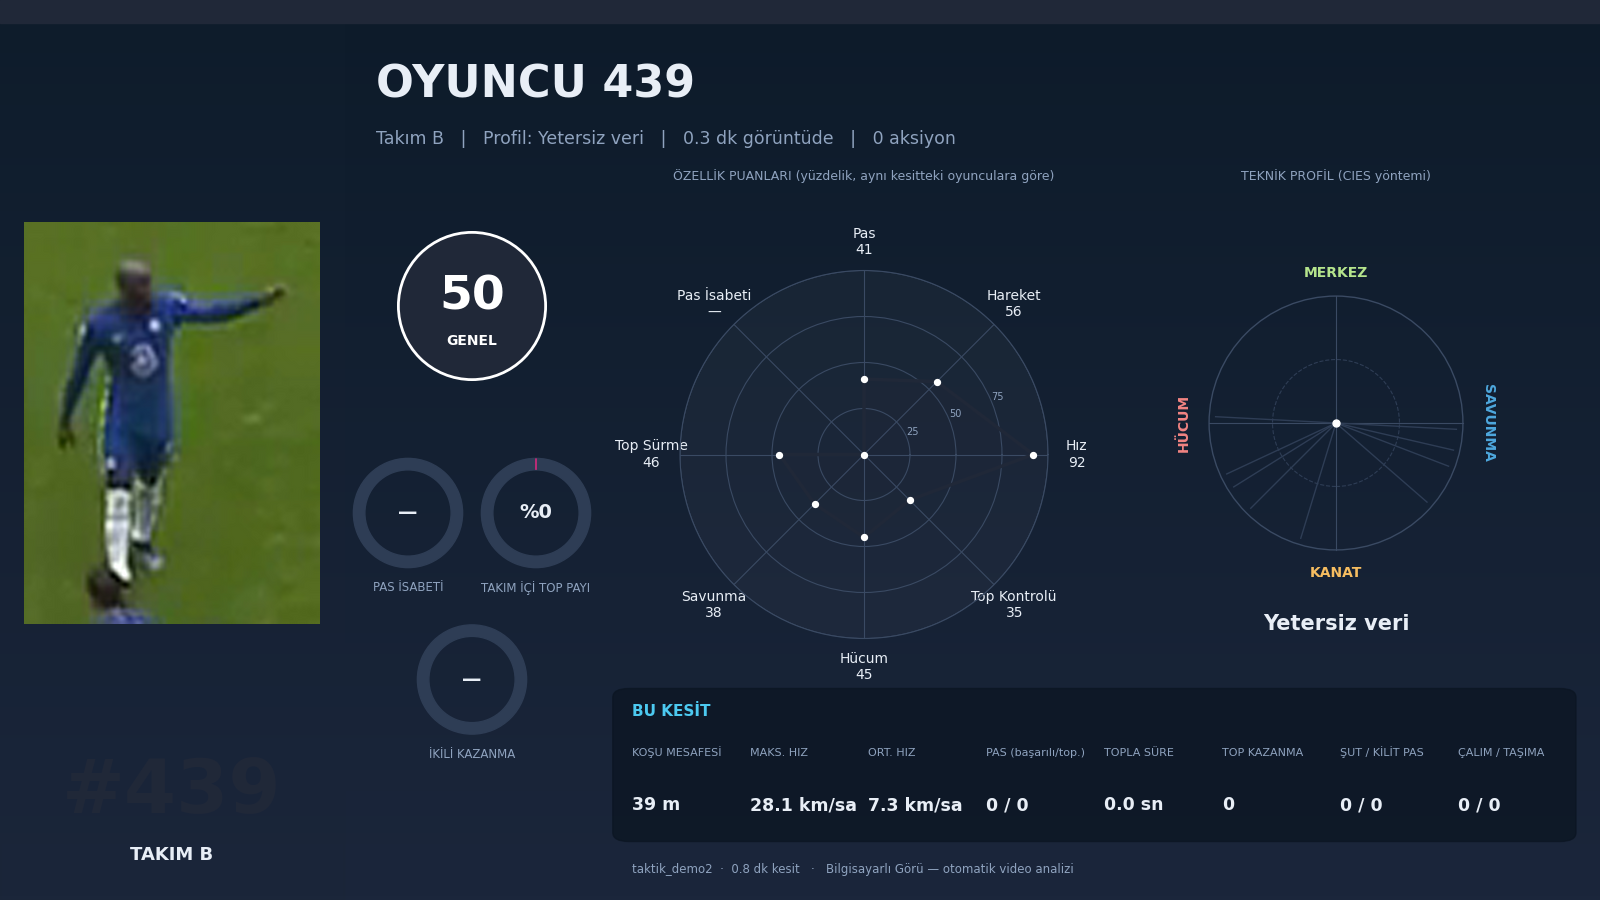 OYUNCU 439
Takım B | Profil: Yetersiz veri | 0.3 dk görüntüde | 0 aksiyon
ÖZELLİK PUANLARI (yüzdelik, aynı kesitteki oyunculara göre)
TEKNİK PROFİL (CIES yöntemi)
50
GENEL
—
PAS İSABETİ
%0
TAKIM İÇİ TOP PAYI
—
İKİLİ KAZANMA
Pas
41
Hareket
56
Hız
92
Top Kontrolü
35
Hücum
45
Savunma
38
Top Sürme
46
Pas İsabeti
—
25
50
75
MERKEZ
HÜCUM
SAVUNMA
KANAT
Yetersiz veri
#439
TAKIM B
BU KESİT
KOŞU MESAFESİ MAKS. HIZ ORT. HIZ PAS (başarılı/top.) TOPLA SÜRE TOP KAZANMA ŞUT / KİLİT PAS ÇALIM / TAŞIMA
39 m 28.1 km/sa 7.3 km/sa 0 / 0 0.0 sn 0 0 / 0 0 / 0
taktik_demo2 · 0.8 dk kesit · Bilgisayarlı Görü — otomatik video analizi